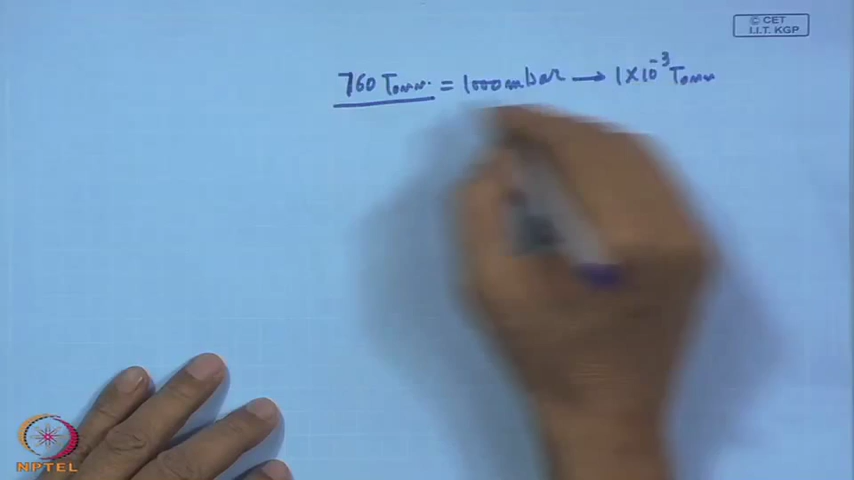 © CET
I.I.T. KGP
760 Torr. = 1000 mbar → 1×10⁻³ Torr
NPTEL